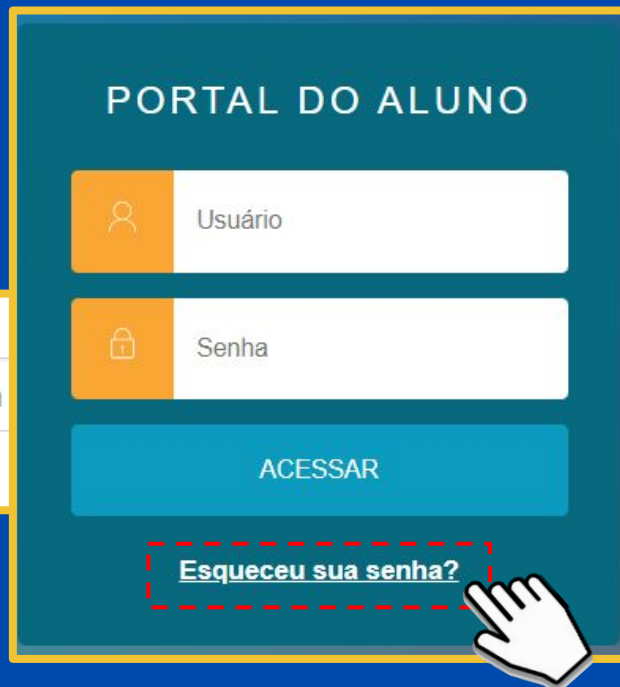 PORTAL DO ALUNO
Usuário
Senha
ACESSAR
Esqueceu sua senha?